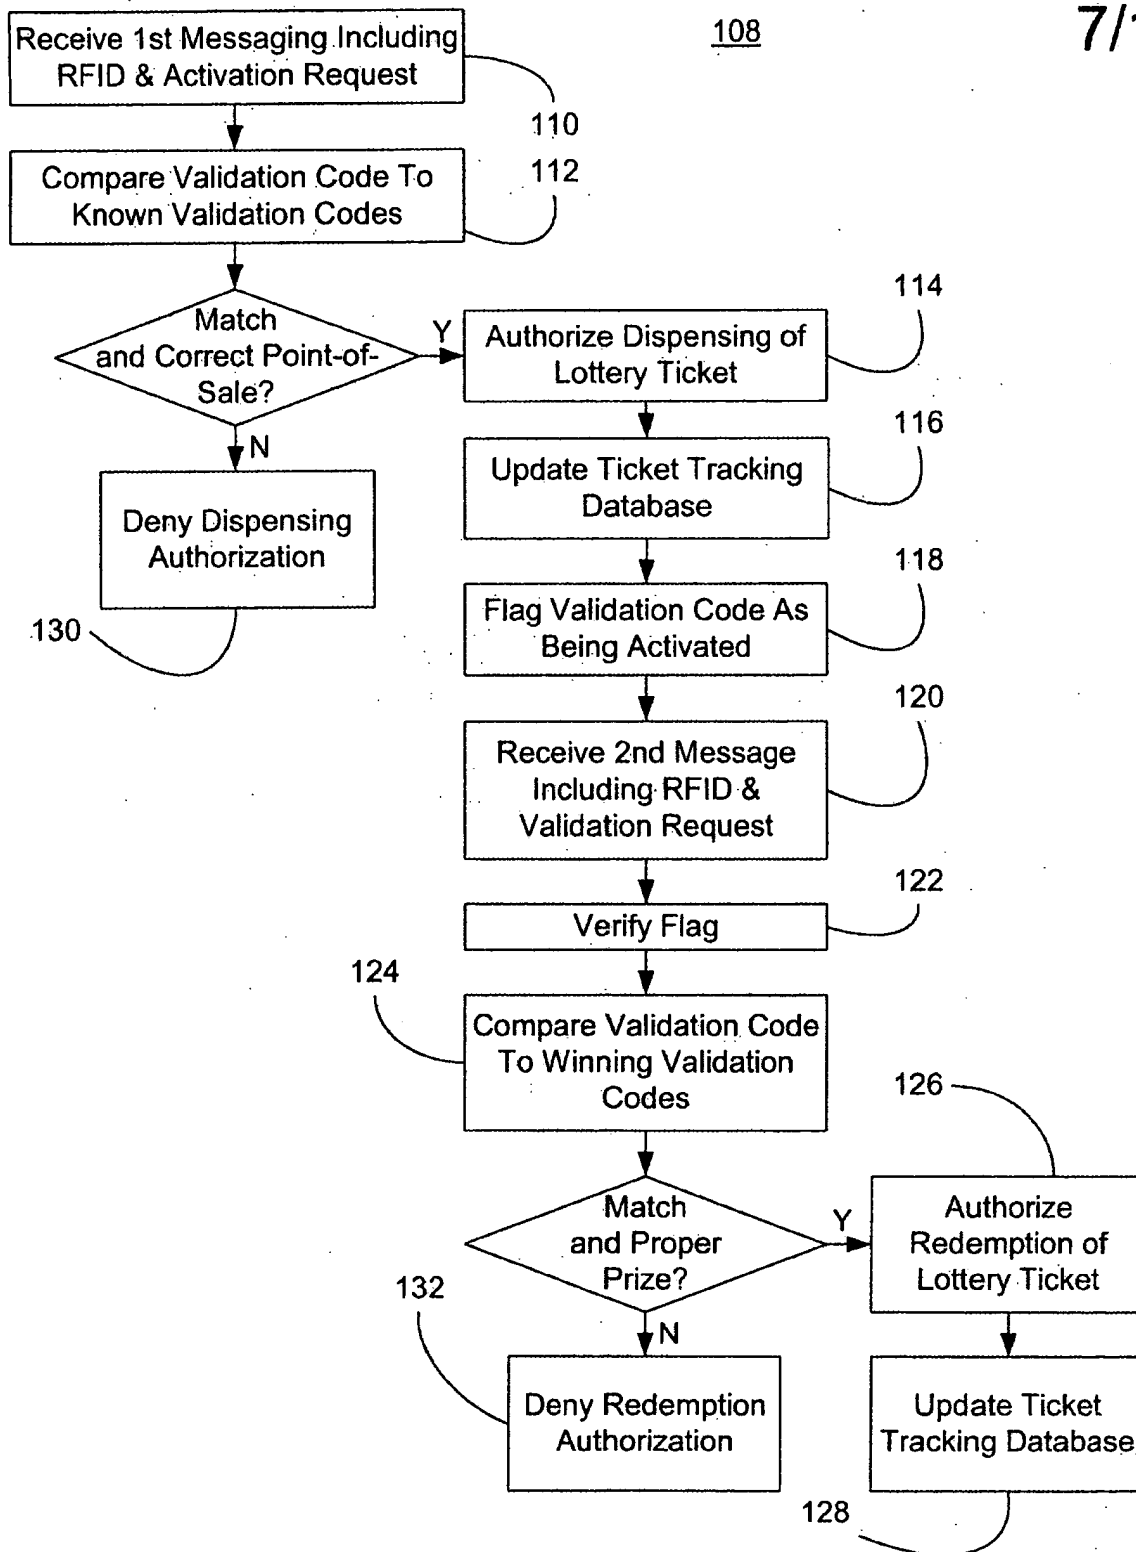 108
7/1
Receive 1st Messaging Including
RFID & Activation Request
110
Compare Validation Code To
Known Validation Codes
112
Match
and Correct Point-of-
Sale?
Y
N
Authorize Dispensing of
Lottery Ticket
114
Update Ticket Tracking
Database
116
Deny Dispensing
Authorization
130
Flag Validation Code As
Being Activated
118
Receive 2nd Message
Including RFID &
Validation Request
120
Verify Flag
122
124
Compare Validation Code
To Winning Validation
Codes
Match
and Proper
Prize?
Y
N
126
Authorize
Redemption of
Lottery Ticket
132
Deny Redemption
Authorization
Update Ticket
Tracking Database
128